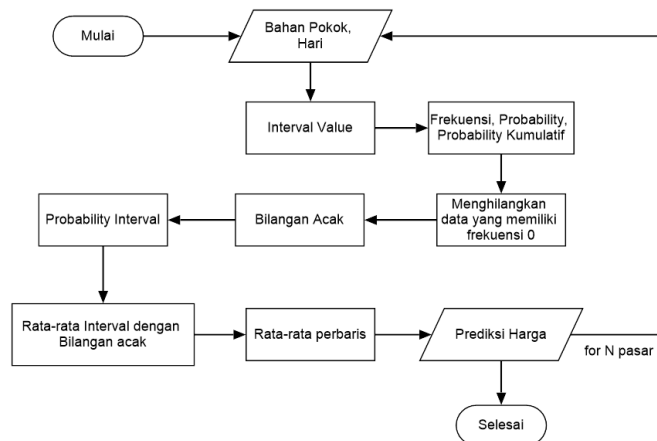 Mulai
Bahan Pokok,
Hari
Interval Value
Frekuensi, Probability,
Probability Kumulatif
Menghilangkan
data yang memiliki
frekuensi 0
Bilangan Acak
Probability Interval
Rata-rata Interval dengan
Bilangan acak
Rata-rata perbaris
Prediksi Harga
for N pasar
Selesai